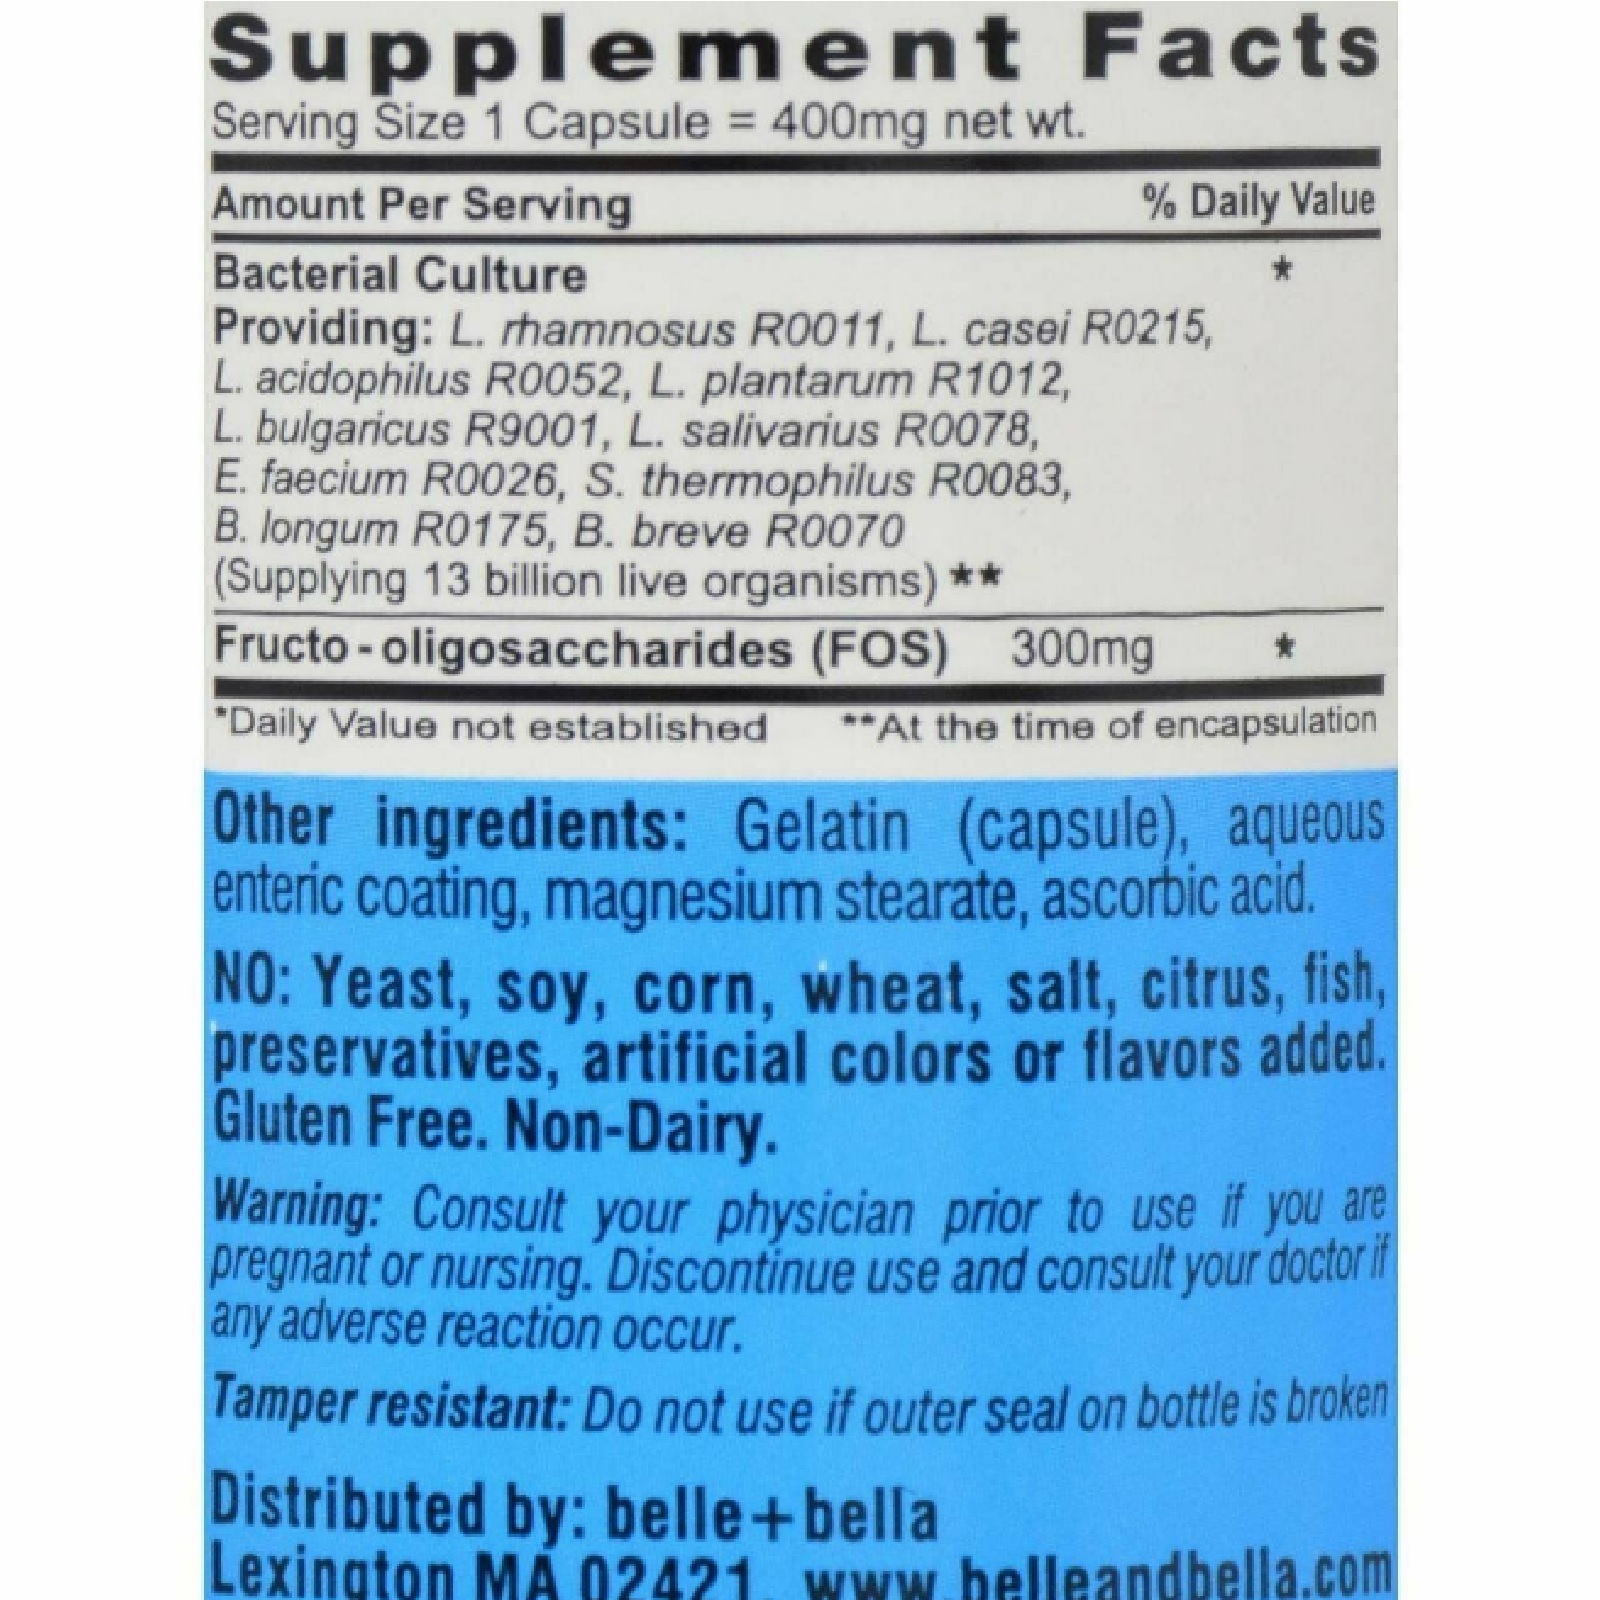 Supplement Facts
Serving Size 1 Capsule = 400mg net wt.
Amount Per Serving % Daily Value
Bacterial Culture *
Providing: L. rhamnosus R0011, L. casei R0215,
L. acidophilus R0052, L. plantarum R1012,
L. bulgaricus R9001, L. salivarius R0078,
E. faecium R0026, S. thermophilus R0083,
B. longum R0175, B. breve R0070
(Supplying 13 billion live organisms) **
Fructo-oligosaccharides (FOS) 300mg *
*Daily Value not established **At the time of encapsulation
Other ingredients: Gelatin (capsule), aqueous
enteric coating, magnesium stearate, ascorbic acid.
NO: Yeast, soy, corn, wheat, salt, citrus, fish,
preservatives, artificial colors or flavors added.
Gluten Free. Non-Dairy.
Warning: Consult your physician prior to use if you are
pregnant or nursing. Discontinue use and consult your doctor if
any adverse reaction occur.
Tamper resistant: Do not use if outer seal on bottle is broken
Distributed by: belle+bella
Lexington MA 02421. www.belleandbella.com